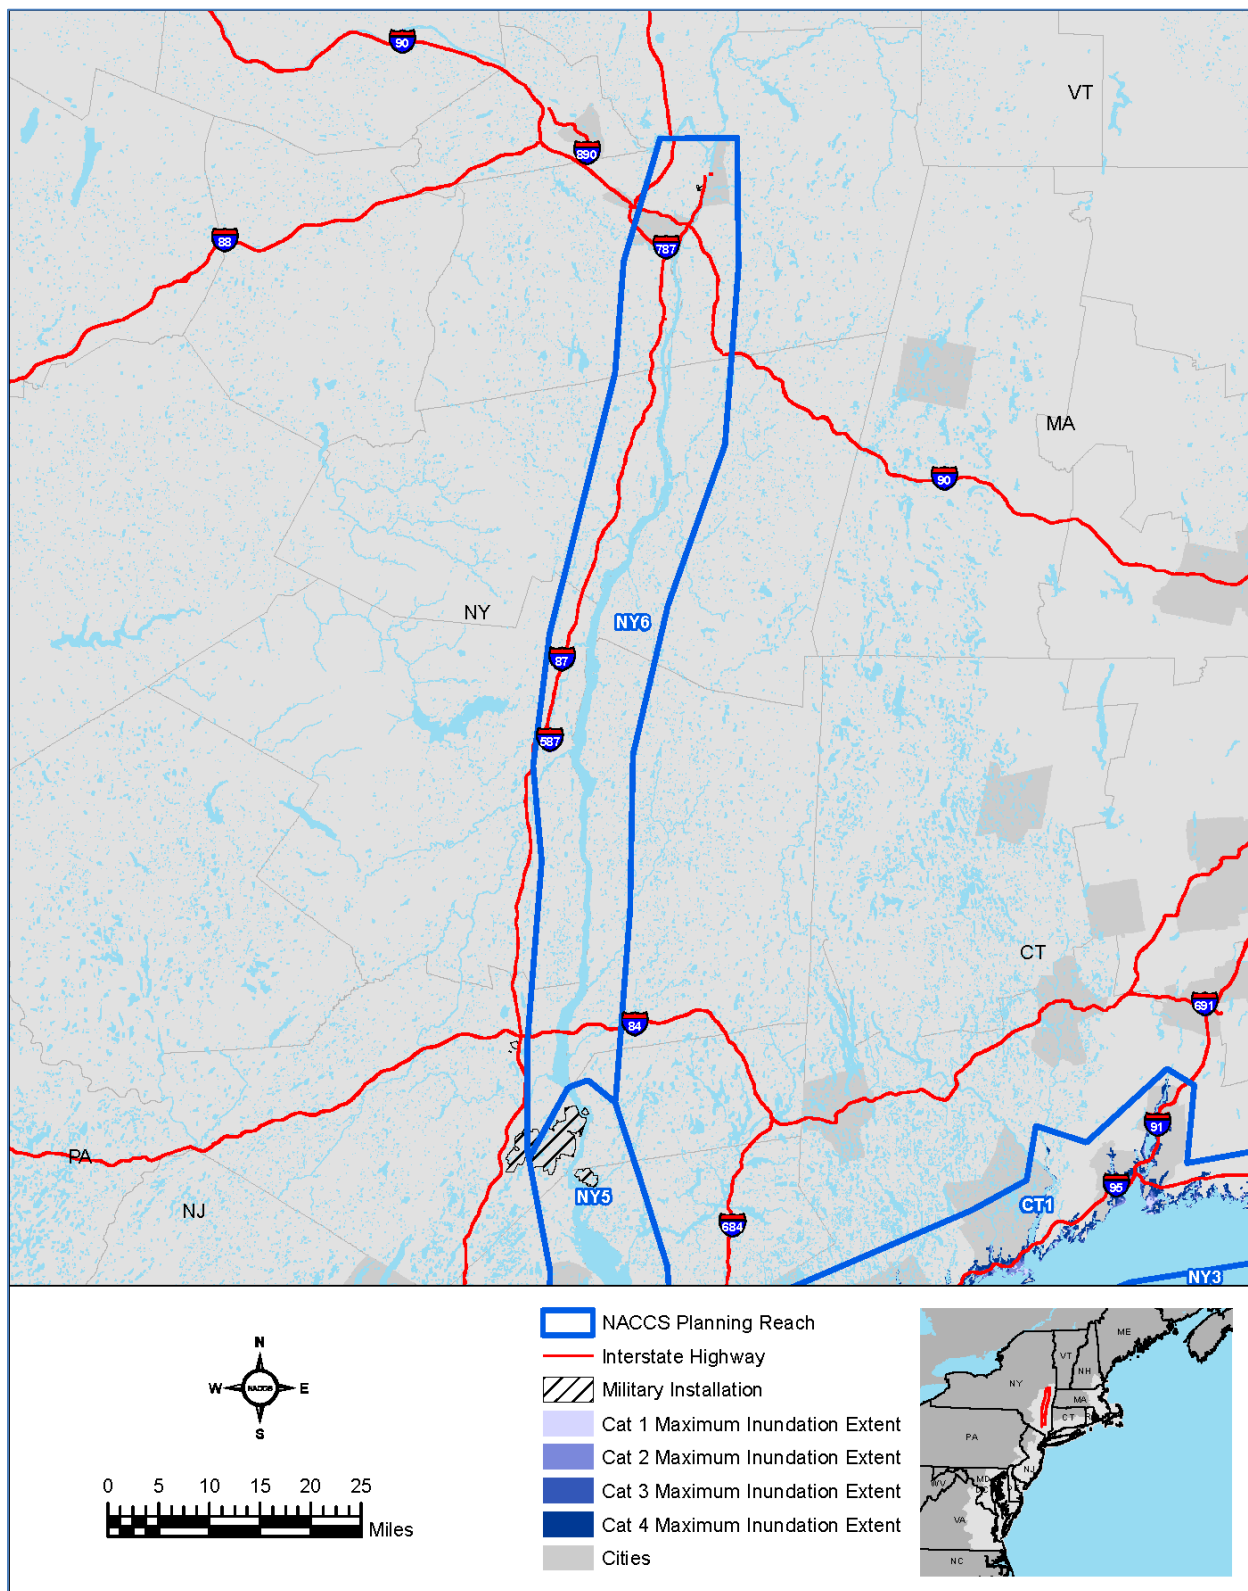 90
VT
890
88
787
MA
90
NY
NY6
87
587
CT
84
691
PA
91
NY5
CT1
95
NJ
684
NY3
N
W
NACCS
E
S
0 5 10 15 20 25
Miles
NACCS Planning Reach
Interstate Highway
Military Installation
Cat 1 Maximum Inundation Extent
Cat 2 Maximum Inundation Extent
Cat 3 Maximum Inundation Extent
Cat 4 Maximum Inundation Extent
Cities
ME
VT
NH
NY
MA
CT
PA
NJ
MD
WV
VA
NC